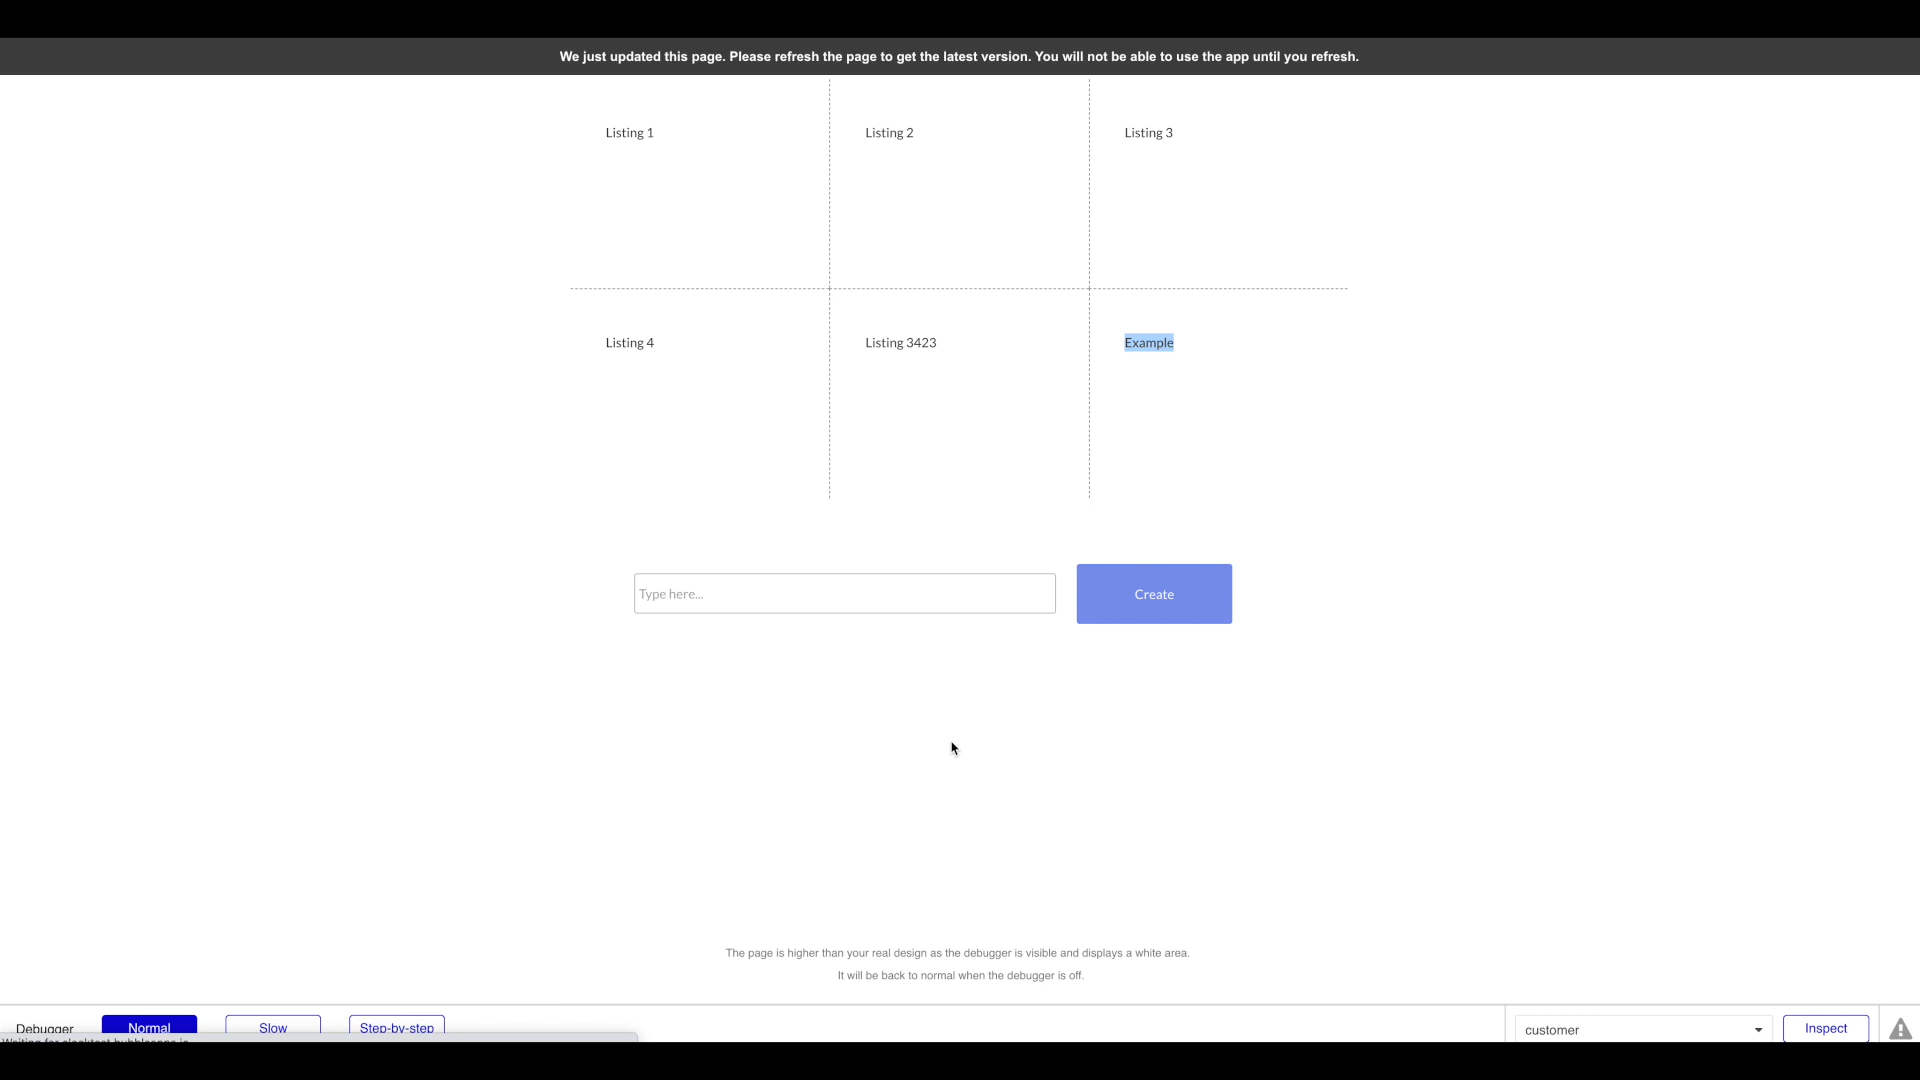 We just updated this page. Please refresh the page to get the latest version. You will not be able to use the app until you refresh.
Listing 1
Listing 2
Listing 3
Listing 4
Listing 3423
Example
Type here...
Create
The page is higher than your real design as the debugger is visible and displays a white area.
It will be back to normal when the debugger is off.
Debugger
Normal
Slow
Step-by-step
customer
Inspect
Waiting for